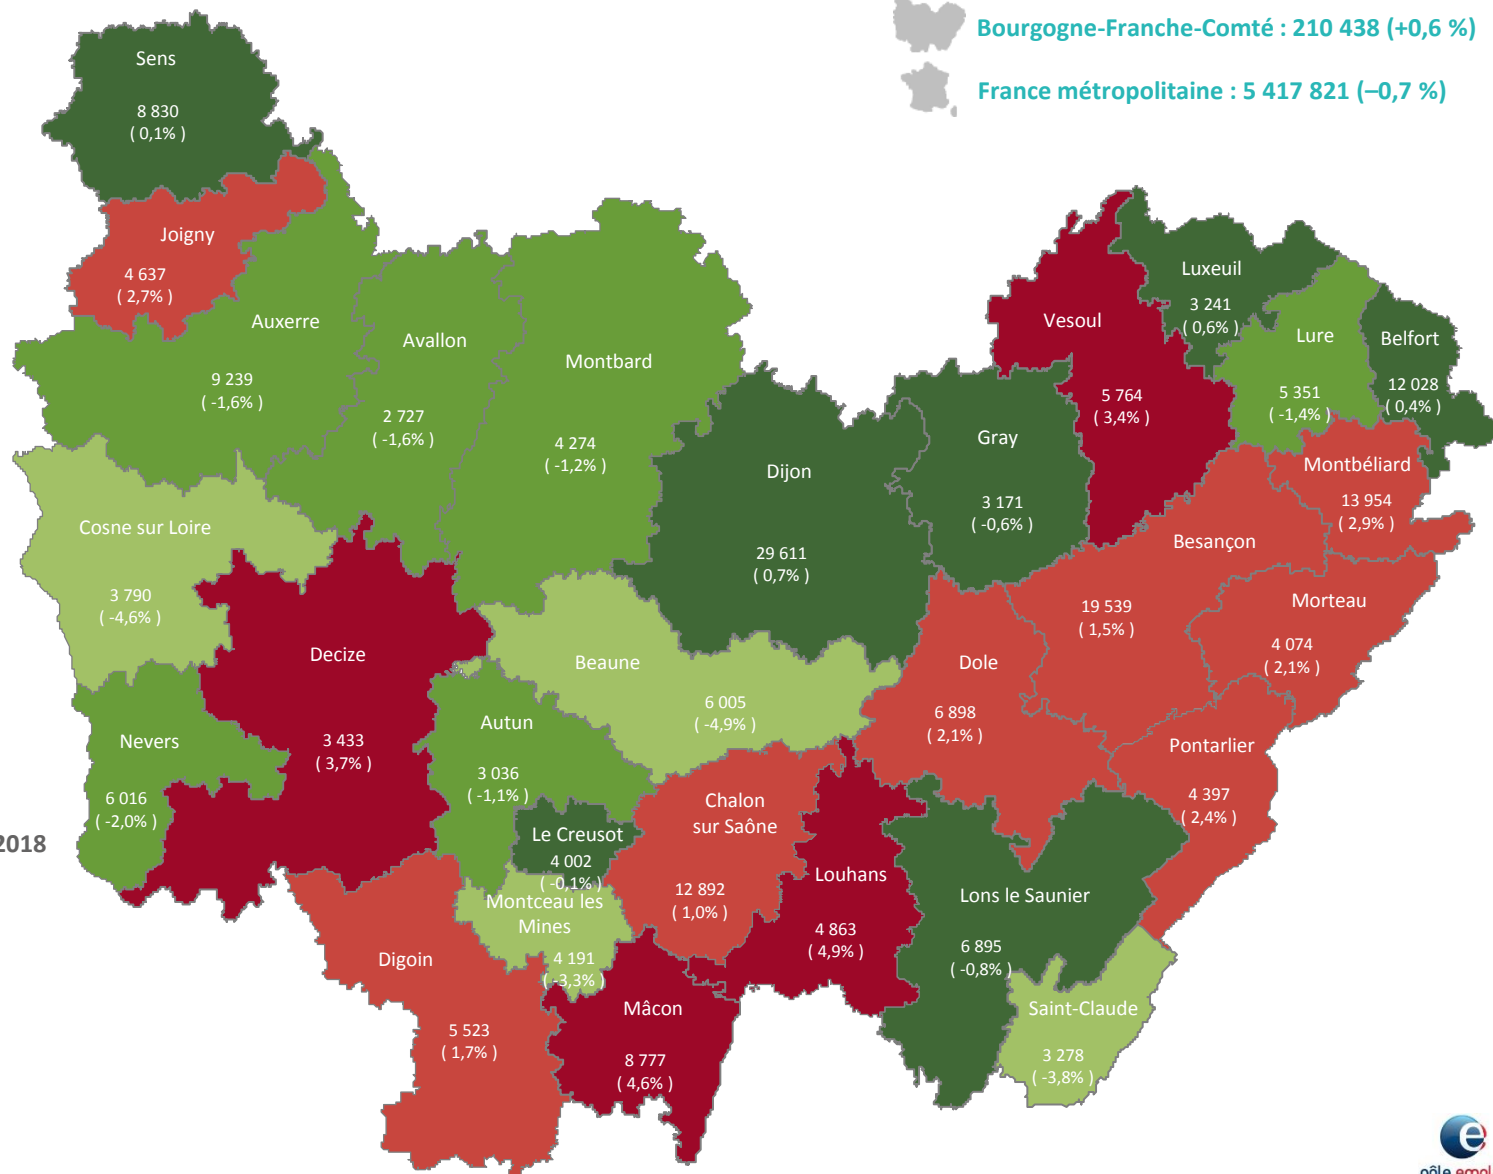 Bourgogne-Franche-Comté : 210 438 (+0,6 %)
France métropolitaine : 5 417 821 (–0,7 %)
Sens
8 830
( 0,1% )
Joigny
4 637
( 2,7% )
Auxerre
9 239
( -1,6% )
Avallon
2 727
( -1,6% )
Montbard
4 274
( -1,2% )
Dijon
29 611
( 0,7% )
Gray
3 171
( -0,6% )
Vesoul
5 764
( 3,4% )
Luxeuil
3 241
( 0,6% )
Lure
5 351
( -1,4% )
Belfort
12 028
( 0,4% )
Montbéliard
13 954
( 2,9% )
Besançon
19 539
( 1,5% )
Morteau
4 074
( 2,1% )
Cosne sur Loire
3 790
( -4,6% )
Decize
3 433
( 3,7% )
Beaune
6 005
( -4,9% )
Dole
6 898
( 2,1% )
Pontarlier
4 397
( 2,4% )
Nevers
6 016
( -2,0% )
Autun
3 036
( -1,1% )
Le Creusot
4 002
( -0,1% )
Chalon
sur Saône
12 892
( 1,0% )
Louhans
4 863
( 4,9% )
Lons le Saunier
6 895
( -0,8% )
2018
Montceau les
Mines
4 191
( -3,3% )
Digoin
5 523
( 1,7% )
Mâcon
8 777
( 4,6% )
Saint-Claude
3 278
( -3,8% )
e